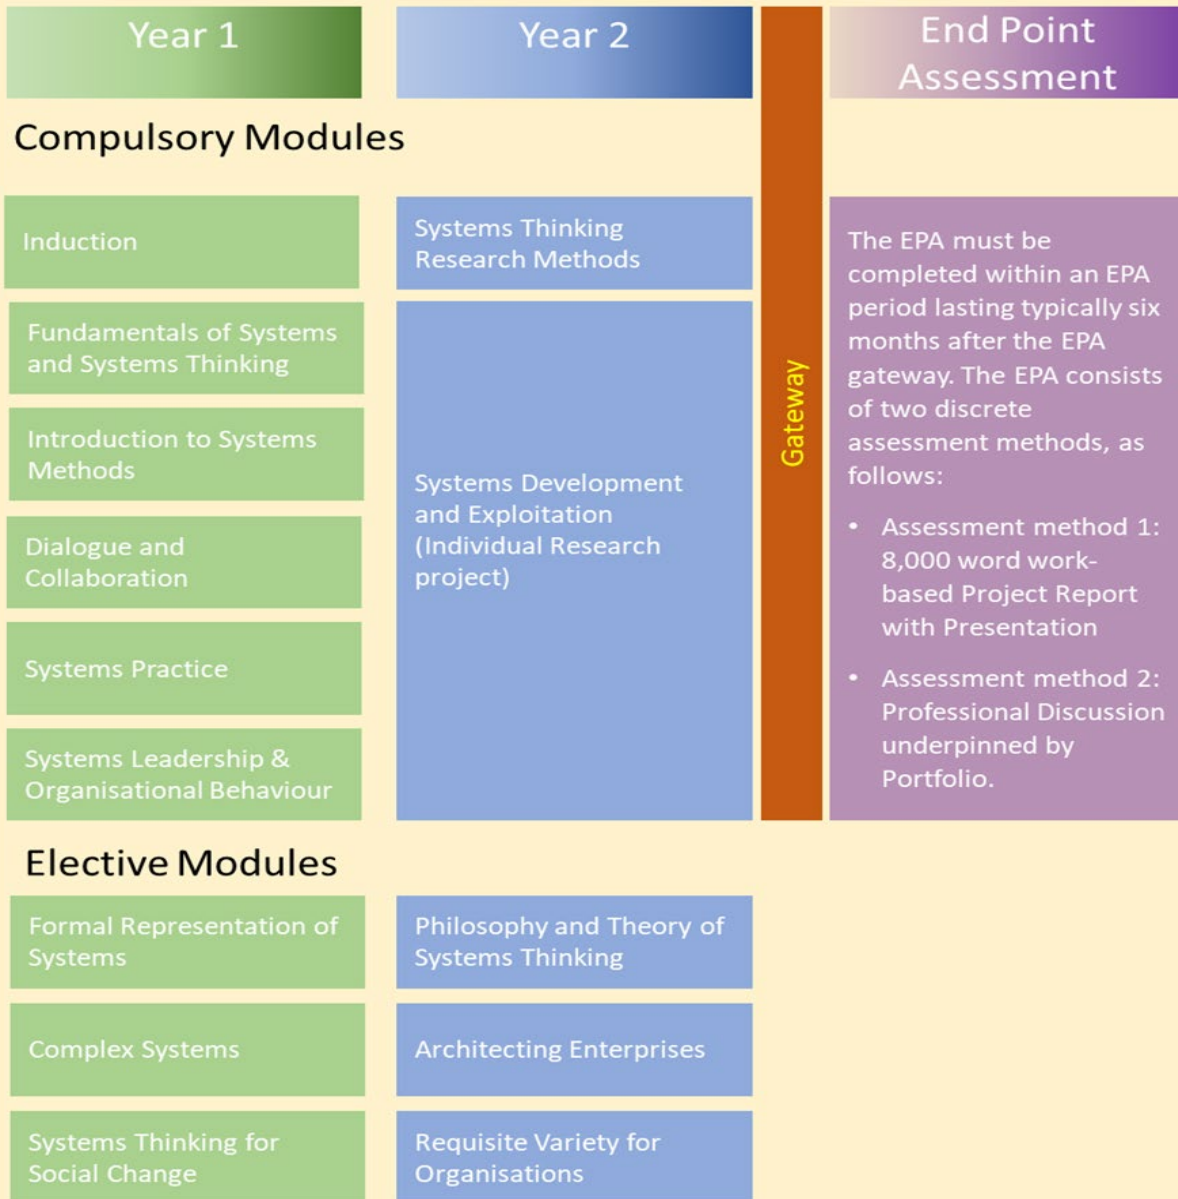 Year 1
Year 2
End Point
Assessment
Compulsory Modules
Induction
Fundamentals of Systems
and Systems Thinking
Introduction to Systems
Methods
Dialogue and
Collaboration
Systems Practice
Systems Leadership &
Organisational Behaviour
Systems Thinking
Research Methods
Systems Development
and Exploitation
(Individual Research
project)
Gateway
The EPA must be
completed within an EPA
period lasting typically six
months after the EPA
gateway. The EPA consists
of two discrete
assessment methods, as
follows:
• Assessment method 1:
8,000 word work-
based Project Report
with Presentation
• Assessment method 2:
Professional Discussion
underpinned by
Portfolio.
Elective Modules
Formal Representation of
Systems
Complex Systems
Systems Thinking for
Social Change
Philosophy and Theory of
Systems Thinking
Architecting Enterprises
Requisite Variety for
Organisations